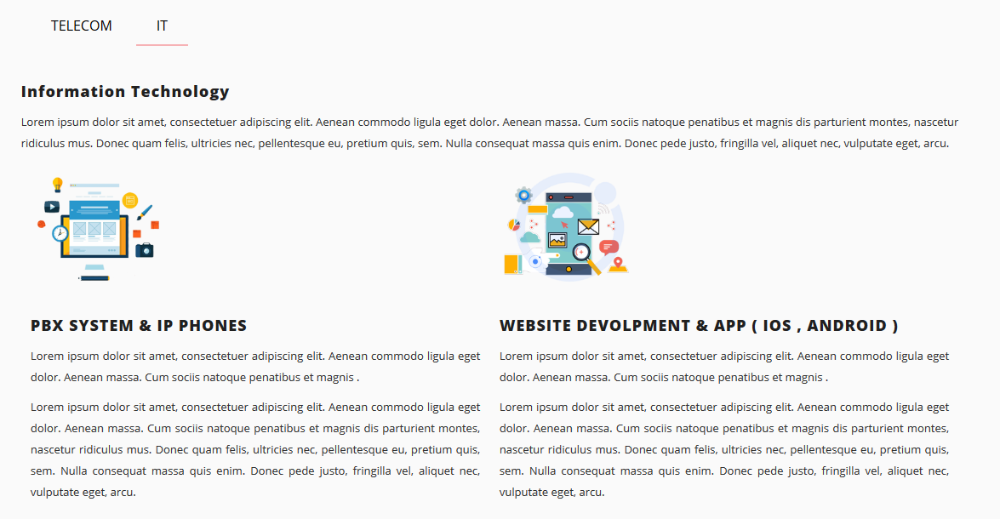 TELECOM IT
Information Technology
Lorem ipsum dolor sit amet, consectetuer adipiscing elit. Aenean commodo ligula eget dolor. Aenean massa. Cum sociis natoque penatibus et magnis dis parturient montes, nascetur
ridiculus mus. Donec quam felis, ultricies nec, pellentesque eu, pretium quis, sem. Nulla consequat massa quis enim. Donec pede justo, fringilla vel, aliquet nec, vulputate eget, arcu.
PBX SYSTEM & IP PHONES
Lorem ipsum dolor sit amet, consectetuer adipiscing elit. Aenean commodo ligula eget
dolor. Aenean massa. Cum sociis natoque penatibus et magnis .
Lorem ipsum dolor sit amet, consectetuer adipiscing elit. Aenean commodo ligula eget
dolor. Aenean massa. Cum sociis natoque penatibus et magnis dis parturient montes,
nascetur ridiculus mus. Donec quam felis, ultricies nec, pellentesque eu, pretium quis,
sem. Nulla consequat massa quis enim. Donec pede justo, fringilla vel, aliquet nec,
vulputate eget, arcu.
WEBSITE DEVOLPMENT & APP ( IOS , ANDROID )
Lorem ipsum dolor sit amet, consectetuer adipiscing elit. Aenean commodo ligula eget
dolor. Aenean massa. Cum sociis natoque penatibus et magnis .
Lorem ipsum dolor sit amet, consectetuer adipiscing elit. Aenean commodo ligula eget
dolor. Aenean massa. Cum sociis natoque penatibus et magnis dis parturient montes,
nascetur ridiculus mus. Donec quam felis, ultricies nec, pellentesque eu, pretium quis,
sem. Nulla consequat massa quis enim. Donec pede justo, fringilla vel, aliquet nec,
vulputate eget, arcu.